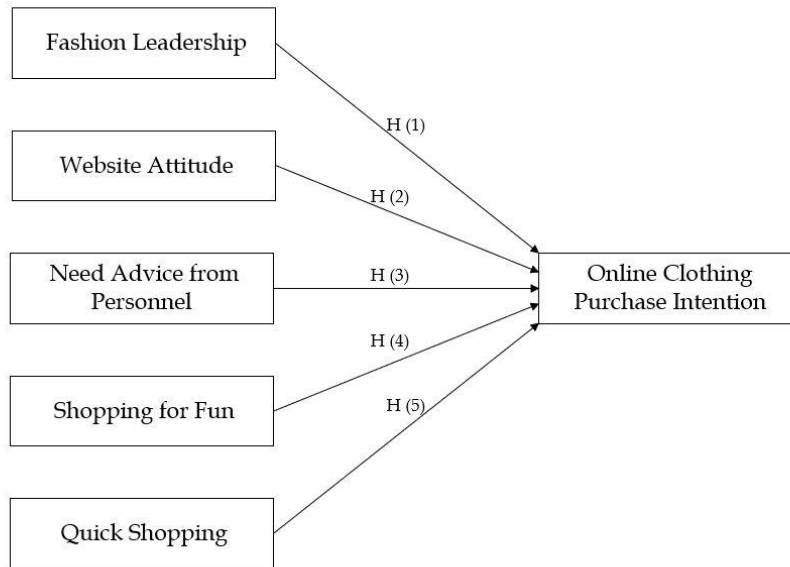 Fashion Leadership
H (1)
Website Attitude
H (2)
Need Advice from
Personnel
H (3)
Online Clothing
Purchase Intention
H (4)
Shopping for Fun
H (5)
Quick Shopping